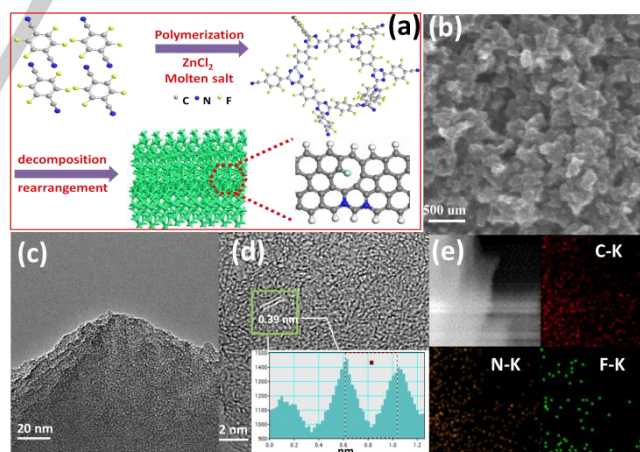 (a)
Polymerization
ZnCl2
Molten salt
C N F
decomposition
rearrangement
(b)
500 um
(c)
20 nm
(d)
0.39 nm
2 nm
1500
1400
1300
1200
1100
1000
900
0.0 0.2 0.4 0.6 0.8 1.0 1.2
nm
(e)
C-K
N-K
F-K